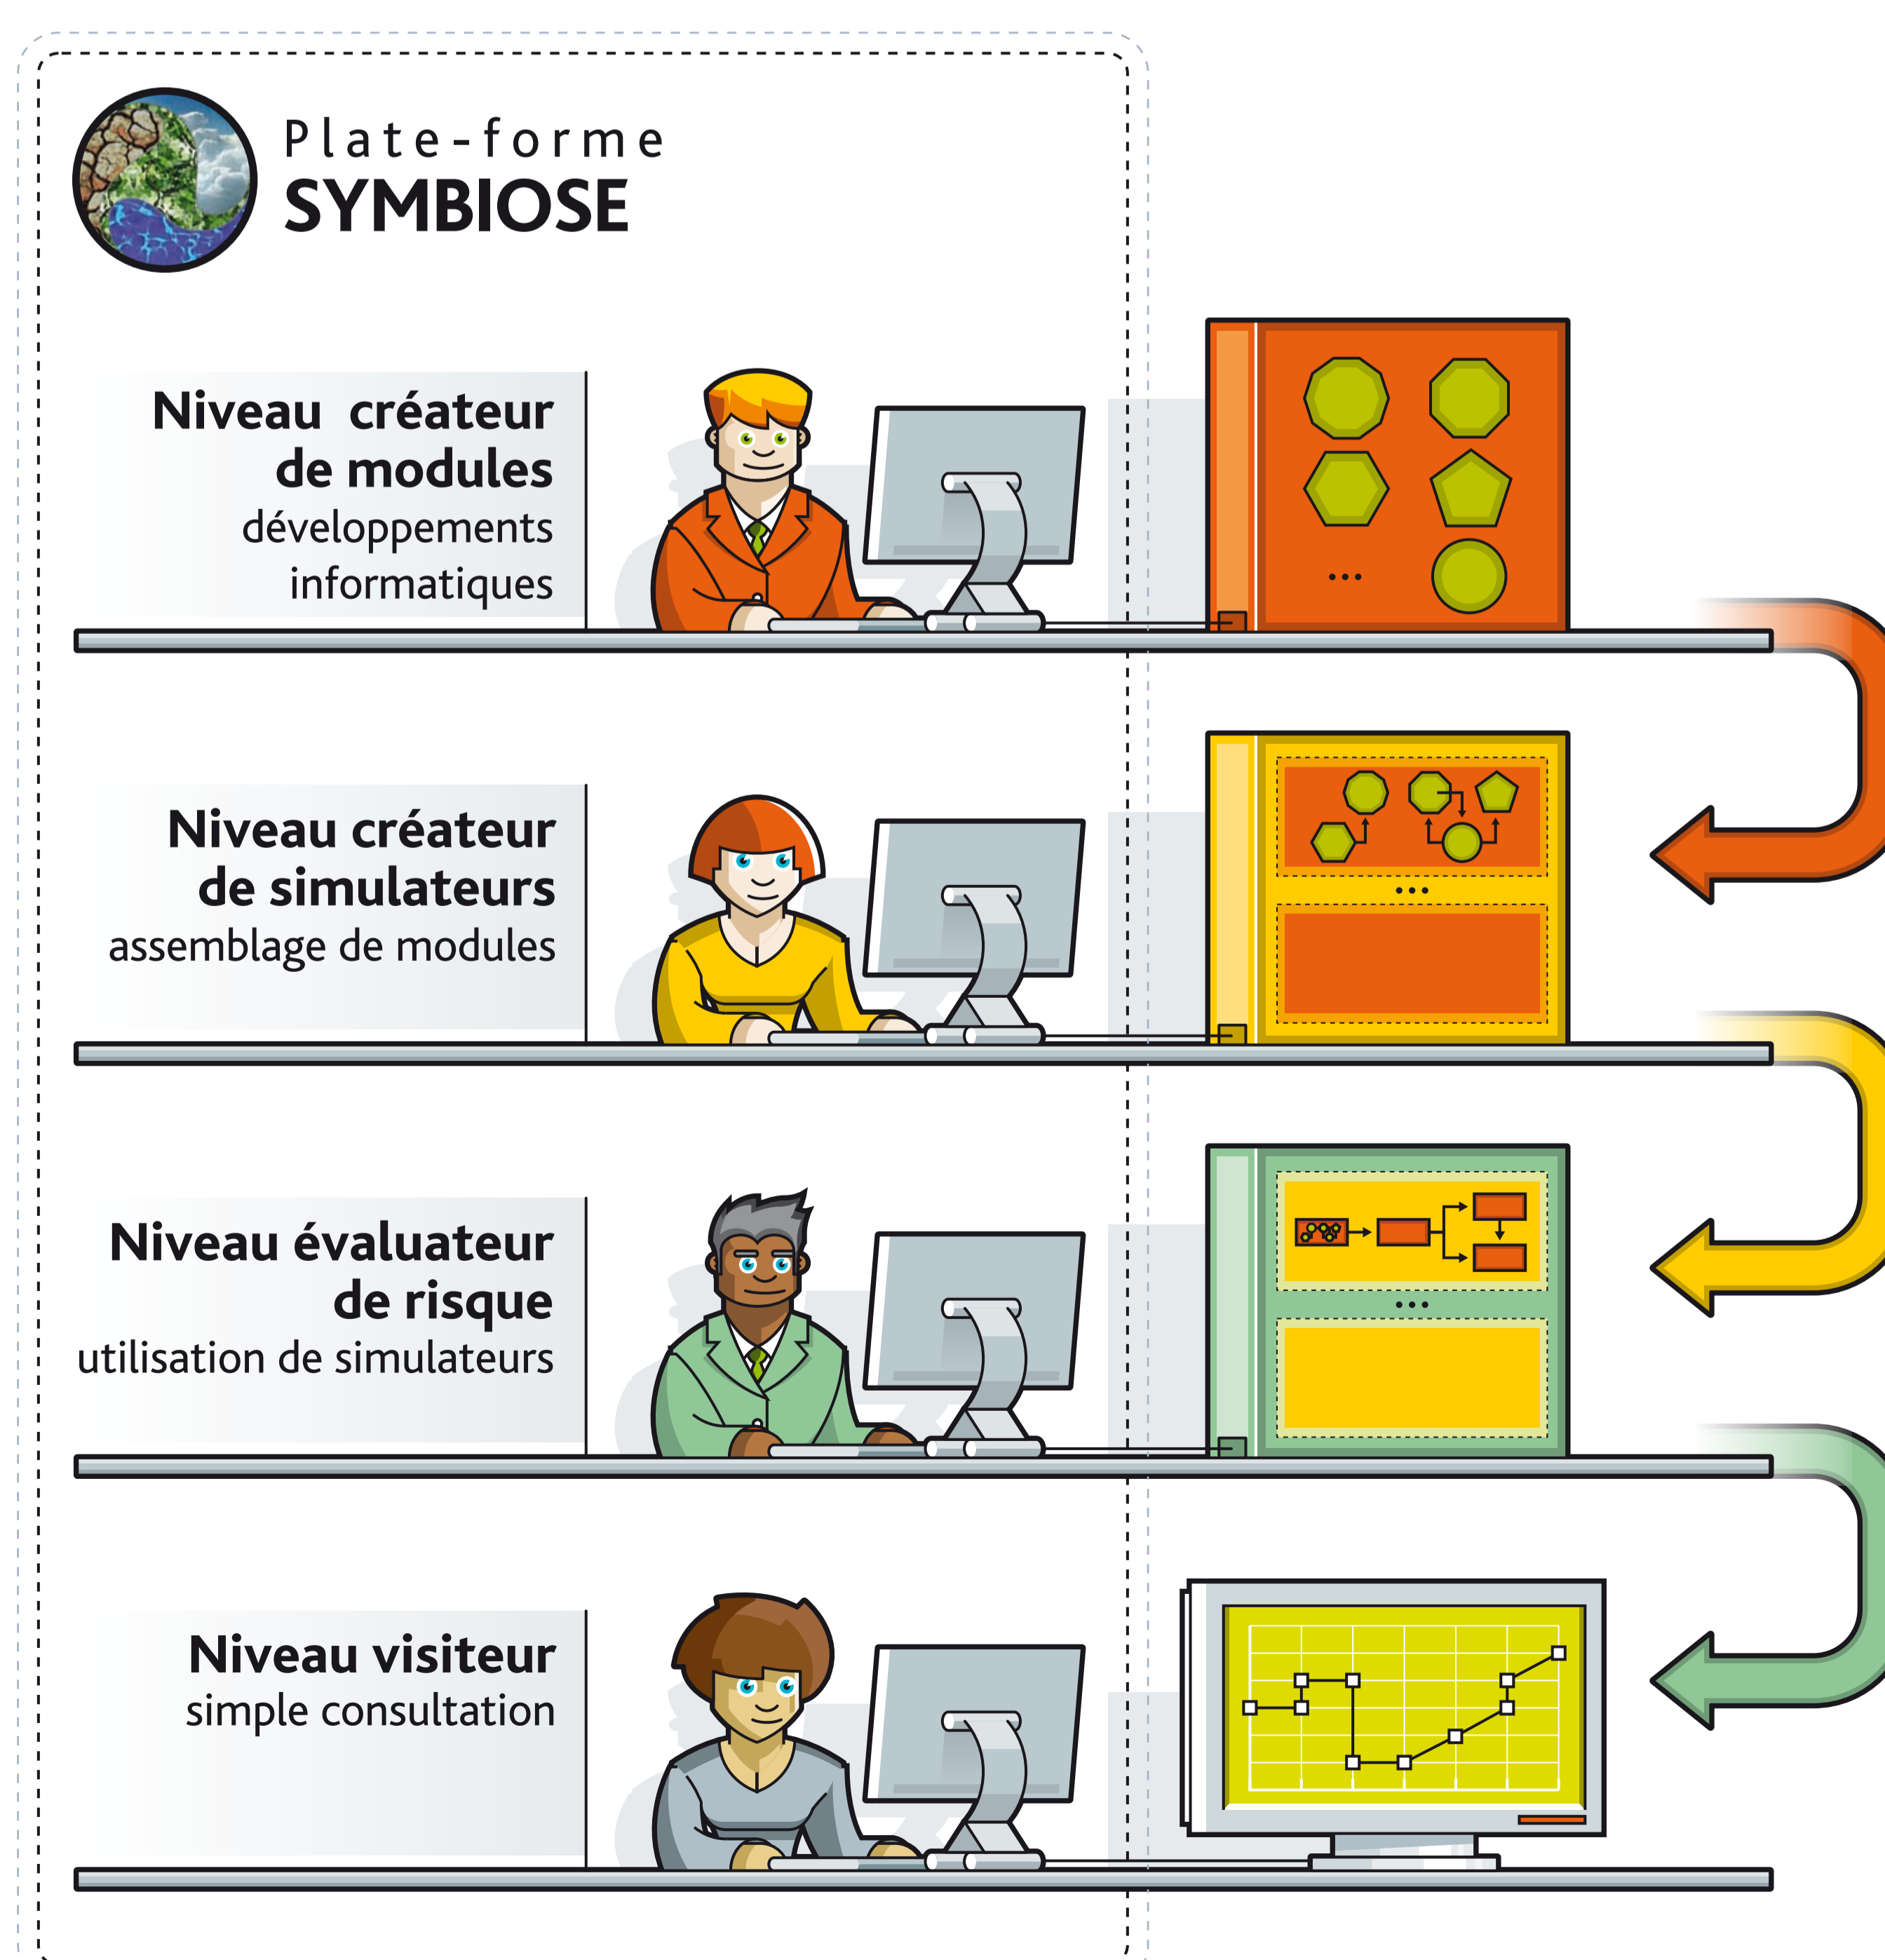 Plate-forme
SYMBIOSE
Niveau créateur
de modules
développements
informatiques
...
Niveau créateur
de simulateurs
assemblage de modules
...
Niveau évaluateur
de risque
utilisation de simulateurs
...
Niveau visiteur
simple consultation